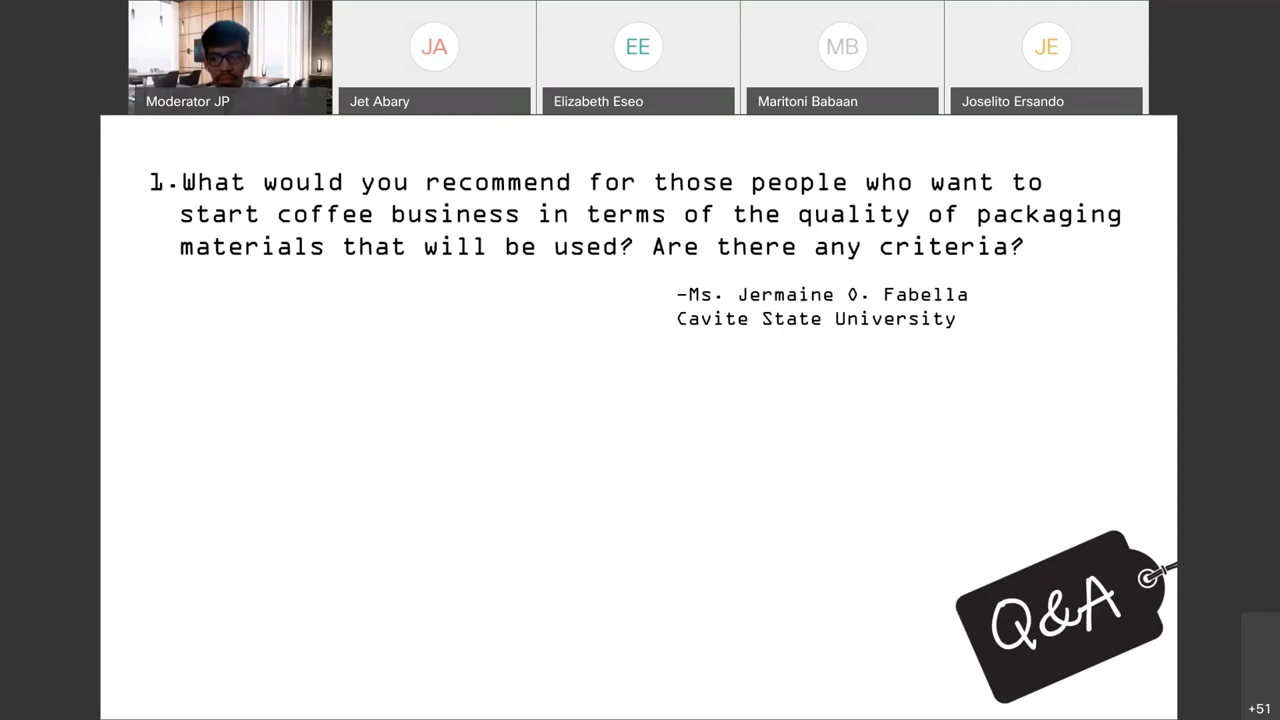 JA
EE
MB
JE
Moderator JP
Jet Abary
Elizabeth Eseo
Maritoni Babaan
Joselito Ersando
1.What would you recommend for those people who want to
start coffee business in terms of the quality of packaging
materials that will be used? Are there any criteria?
-Ms. Jermaine O. Fabella
Cavite State University
Q&A
+51